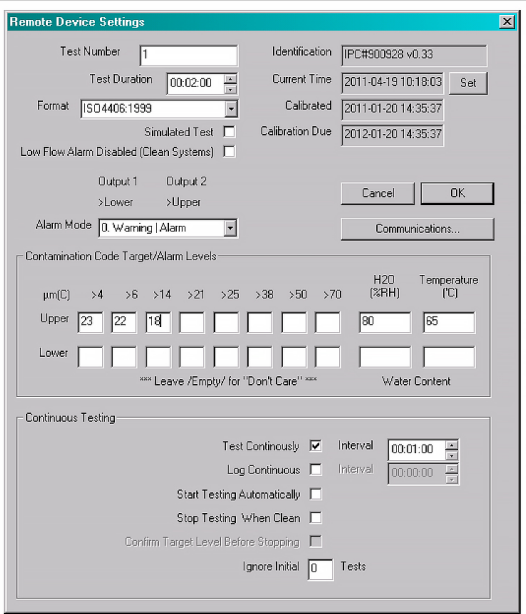 Remote Device Settings
Test Number 1 Identification IPC#900928 v0.33
Test Duration 00:02:00 Current Time 2011-04-19 10:18:03 Set
Format ISO4406:1999 Calibrated 2011-01-20 14:35:37
Simulated Test Calibration Due 2012-01-20 14:35:37
Low Flow Alarm Disabled (Clean Systems)
Output 1 Output 2
>Lower >Upper
Cancel OK
Alarm Mode 0. Warning | Alarm Communications...
Contamination Code Target/Alarm Levels
µm(C) >4 >6 >14 >21 >25 >38 >50 >70 H2O (%RH) Temperature (°C)
Upper 23 22 18 80 65
Lower
*** Leave /Empty/ for "Don't Care" *** Water Content
Continuous Testing
Test Continously Interval 00:01:00
Log Continuous Interval 00:00:00
Start Testing Automatically
Stop Testing When Clean
Confirm Target Level Before Stopping
Ignore Initial 0 Tests